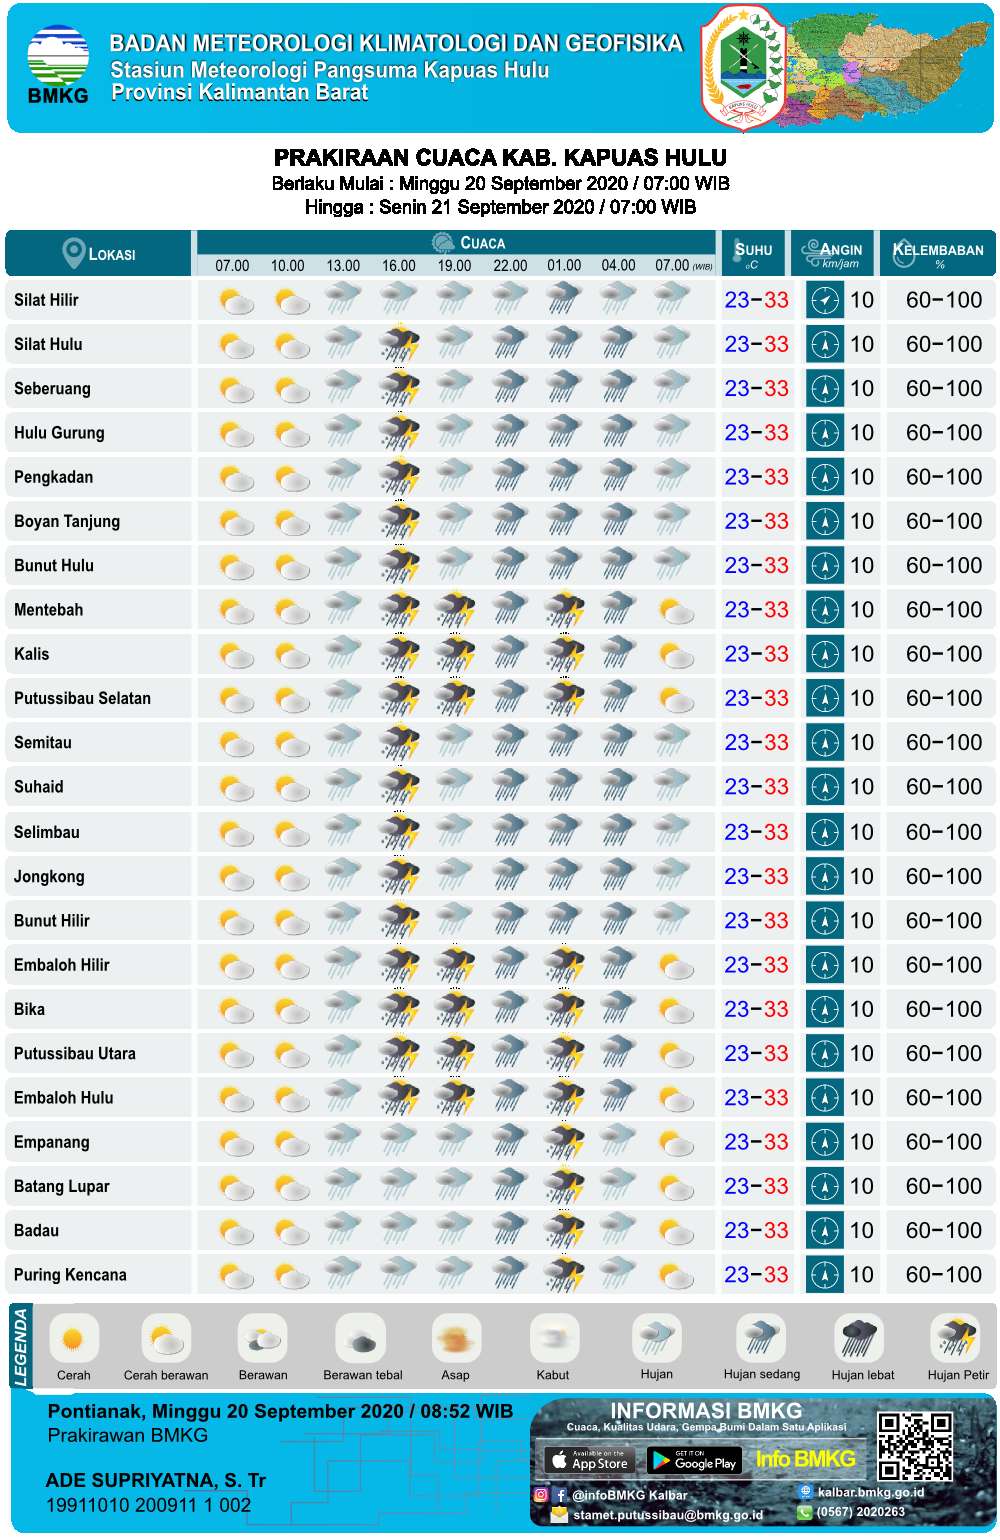 BMKG
BADAN METEOROLOGI KLIMATOLOGI DAN GEOFISIKA
Stasiun Meteorologi Pangsuma Kapuas Hulu
Provinsi Kalimantan Barat
KAPUAS HULU
PRAKIRAAN CUACA KAB. KAPUAS HULU
Berlaku Mulai : Minggu 20 September 2020 / 07:00 WIB
Hingga : Senin 21 September 2020 / 07:00 WIB
LOKASI CUACA SUHU ANGIN KELEMBABAN
07.00 10.00 13.00 16.00 19.00 22.00 01.00 04.00 07.00 (WIB) °C km/jam %
Silat Hilir 23-33 10 60-100
Silat Hulu 23-33 10 60-100
Seberuang 23-33 10 60-100
Hulu Gurung 23-33 10 60-100
Pengkadan 23-33 10 60-100
Boyan Tanjung 23-33 10 60-100
Bunut Hulu 23-33 10 60-100
Mentebah 23-33 10 60-100
Kalis 23-33 10 60-100
Putussibau Selatan 23-33 10 60-100
Semitau 23-33 10 60-100
Suhaid 23-33 10 60-100
Selimbau 23-33 10 60-100
Jongkong 23-33 10 60-100
Bunut Hilir 23-33 10 60-100
Embaloh Hilir 23-33 10 60-100
Bika 23-33 10 60-100
Putussibau Utara 23-33 10 60-100
Embaloh Hulu 23-33 10 60-100
Empanang 23-33 10 60-100
Batang Lupar 23-33 10 60-100
Badau 23-33 10 60-100
Puring Kencana 23-33 10 60-100
LEGENDA
Cerah Cerah berawan Berawan Berawan tebal Asap Kabut Hujan Hujan sedang Hujan lebat Hujan Petir
Pontianak, Minggu 20 September 2020 / 08:52 WIB
Prakirawan BMKG
ADE SUPRIYATNA, S. Tr
19911010 200911 1 002
INFORMASI BMKG
Cuaca, Kualitas Udara, Gempa Bumi Dalam Satu Aplikasi
Available on the App Store
GET IT ON Google Play
Info BMKG
@infoBMKG Kalbar
kalbar.bmkg.go.id
stamet.putussibau@bmkg.go.id
(0567) 2020263